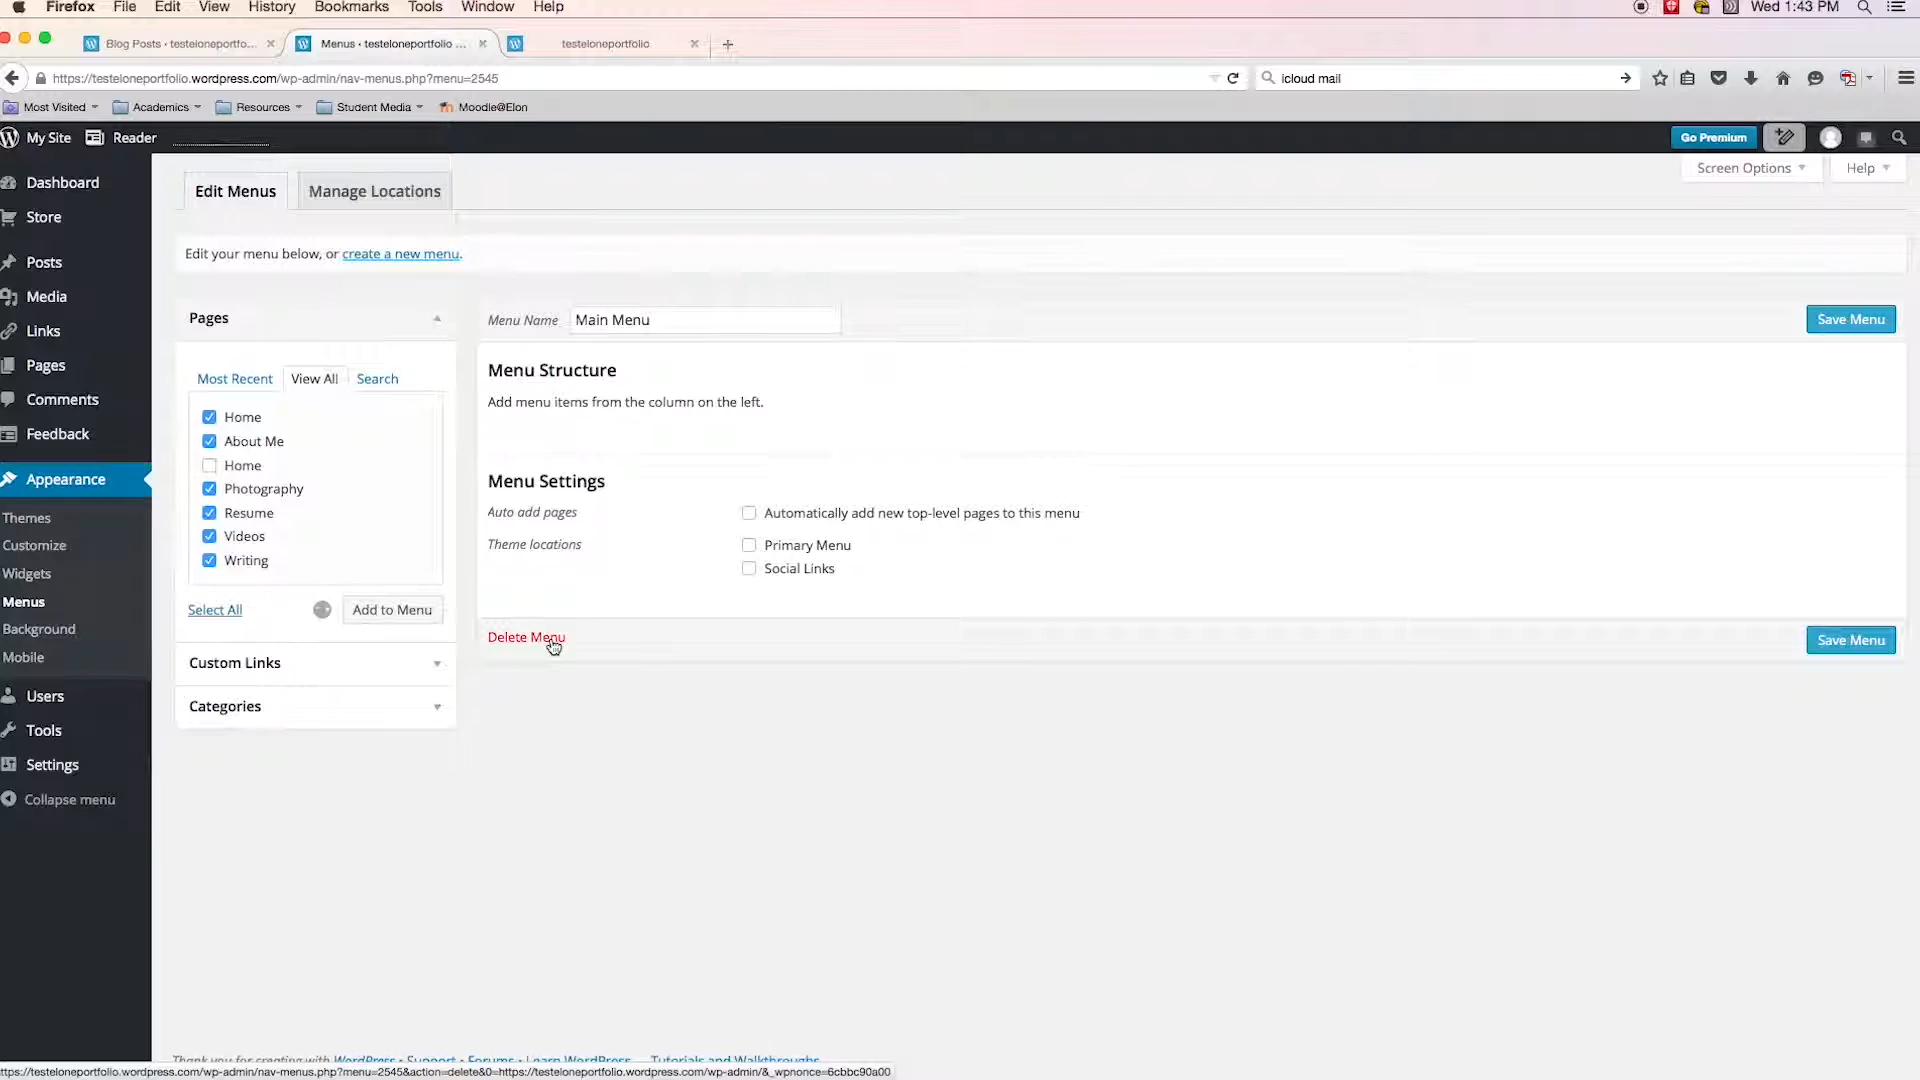 Firefox File Edit View History Bookmarks Tools Window Help Wed 1:43 PM
Blog Posts · testeloneportfo... Menus · testeloneportfolio ... testeloneportfolio
https://testeloneportfolio.wordpress.com/wp-admin/nav-menus.php?menu=2545 icloud mail
Most Visited Academics Resources Student Media Moodle@Elon
My Site Reader Go Premium
Screen Options Help
Edit Menus Manage Locations
Edit your menu below, or create a new menu.
Dashboard
Store
Posts
Media
Links
Pages
Comments
Feedback
Appearance
Themes
Customize
Widgets
Menus
Background
Mobile
Users
Tools
Settings
Collapse menu
Pages
Most Recent View All Search
Home
About Me
Home
Photography
Resume
Videos
Writing
Select All Add to Menu
Custom Links
Categories
Menu Name Main Menu Save Menu
Menu Structure
Add menu items from the column on the left.
Menu Settings
Auto add pages Automatically add new top-level pages to this menu
Theme locations Primary Menu
Social Links
Delete Menu Save Menu
Thank you for creating with WordPress • Support • Forums • Learn WordPress Tutorials and Walkthroughs
ttps://testeloneportfolio.wordpress.com/wp-admin/nav-menus.php?menu=2545&action=delete&0=https://testeloneportfolio.wordpress.com/wp-admin/&_wpnonce=6cbbc90a00